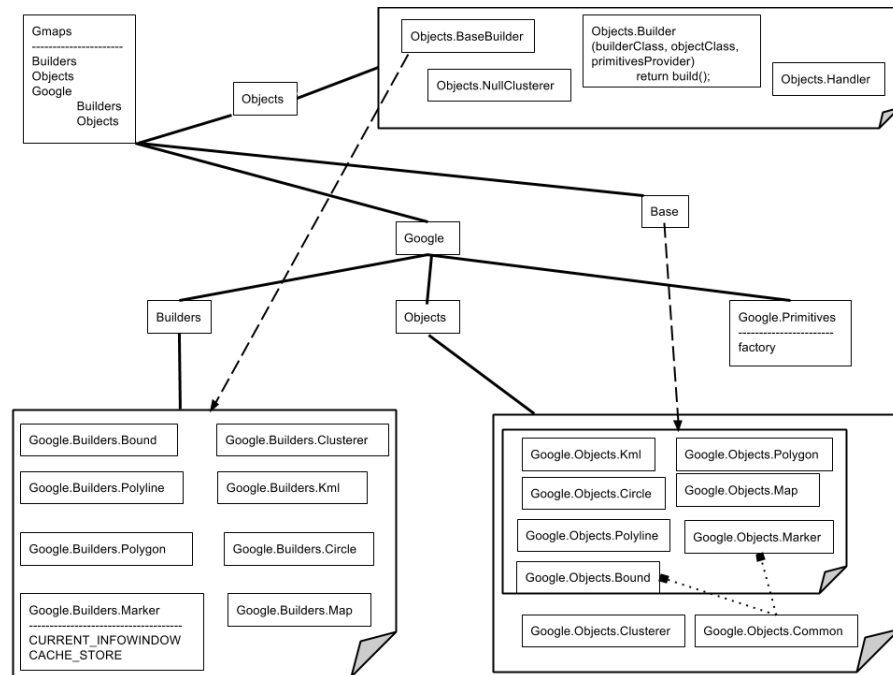 Gmaps
-----------------------
Builders
Objects
Google
Builders
Objects
Objects
Objects.BaseBuilder
Objects.NullClusterer
Objects.Builder
(builderClass, objectClass,
primitivesProvider)
return build();
Objects.Handler
Base
Google
Builders
Objects
Google.Primitives
------------------------
factory
Google.Builders.Bound
Google.Builders.Clusterer
Google.Builders.Polyline
Google.Builders.Kml
Google.Builders.Polygon
Google.Builders.Circle
Google.Builders.Marker
---------------------------------------
CURRENT_INFOWINDOW
CACHE_STORE
Google.Builders.Map
Google.Objects.Kml
Google.Objects.Polygon
Google.Objects.Circle
Google.Objects.Map
Google.Objects.Polyline
Google.Objects.Marker
Google.Objects.Bound
Google.Objects.Clusterer
Google.Objects.Common